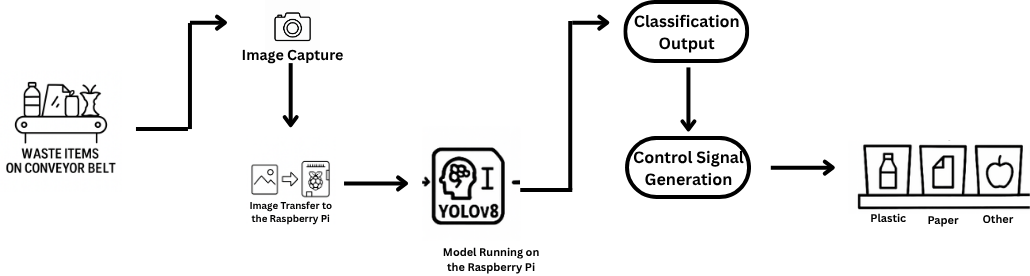 WASTE ITEMS
ON CONVEYOR BELT
Image Capture
Image Transfer to
the Raspberry Pi
I
YOLOv8
Model Running on
the Raspberry Pi
Classification
Output
Control Signal
Generation
Plastic
Paper
Other